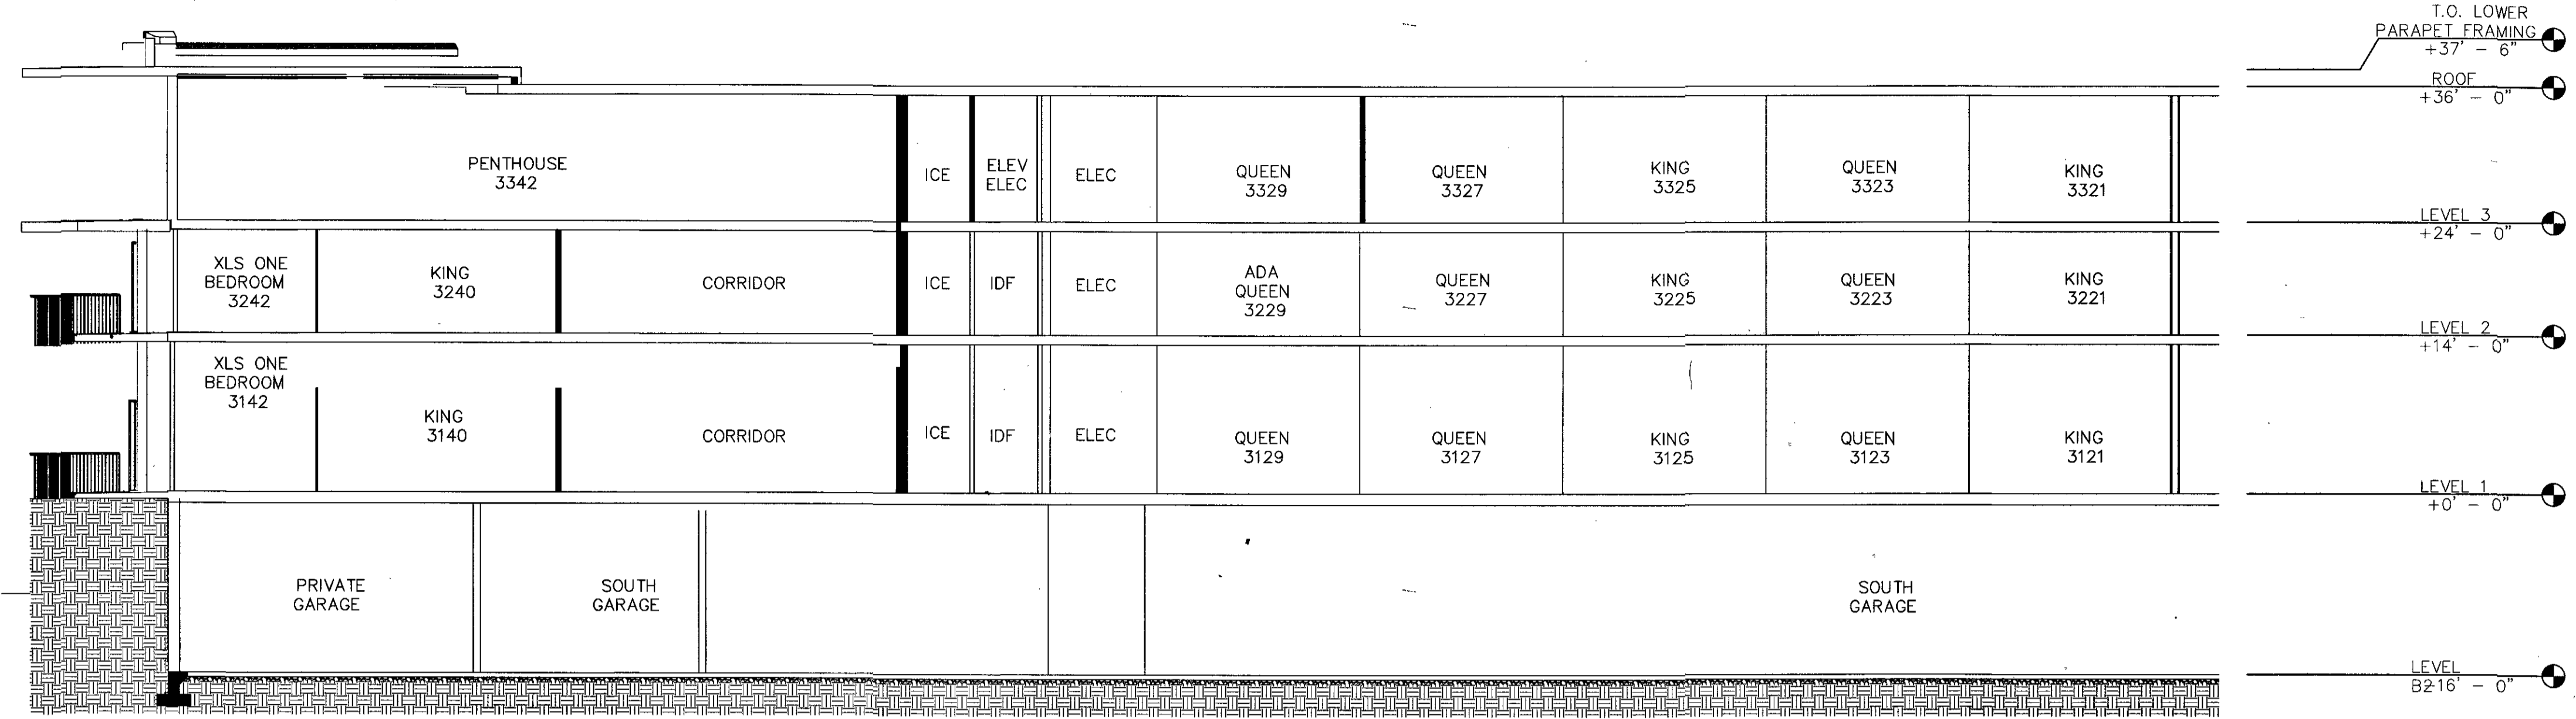 T.O. LOWER
PARAPET FRAMING
+37' - 6"
ROOF
+36' - 0"
PENTHOUSE
3342
ICE
ELEV
ELEC
ELEC
QUEEN
3329
QUEEN
3327
KING
3325
QUEEN
3323
KING
3321
LEVEL 3
+24' - 0"
XLS ONE
BEDROOM
3242
KING
3240
CORRIDOR
ICE
IDF
ELEC
ADA
QUEEN
3229
QUEEN
3227
KING
3225
QUEEN
3223
KING
3221
LEVEL 2
+14' - 0"
XLS ONE
BEDROOM
3142
KING
3140
CORRIDOR
ICE
IDF
ELEC
QUEEN
3129
QUEEN
3127
KING
3125
QUEEN
3123
KING
3121
LEVEL 1
+0' - 0"
PRIVATE
GARAGE
SOUTH
GARAGE
SOUTH
GARAGE
LEVEL
B2-16' - 0"